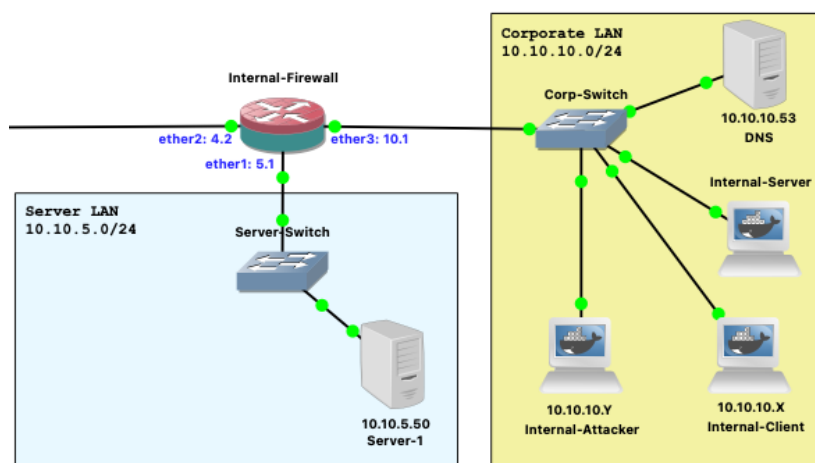 Corporate LAN
10.10.10.0/24
Internal-Firewall
Corp-Switch
10.10.10.53
DNS
ether2: 4.2
ether3: 10.1
ether1: 5.1
Internal-Server
Server LAN
10.10.5.0/24
Server-Switch
10.10.5.50
Server-1
10.10.10.Y
Internal-Attacker
10.10.10.X
Internal-Client